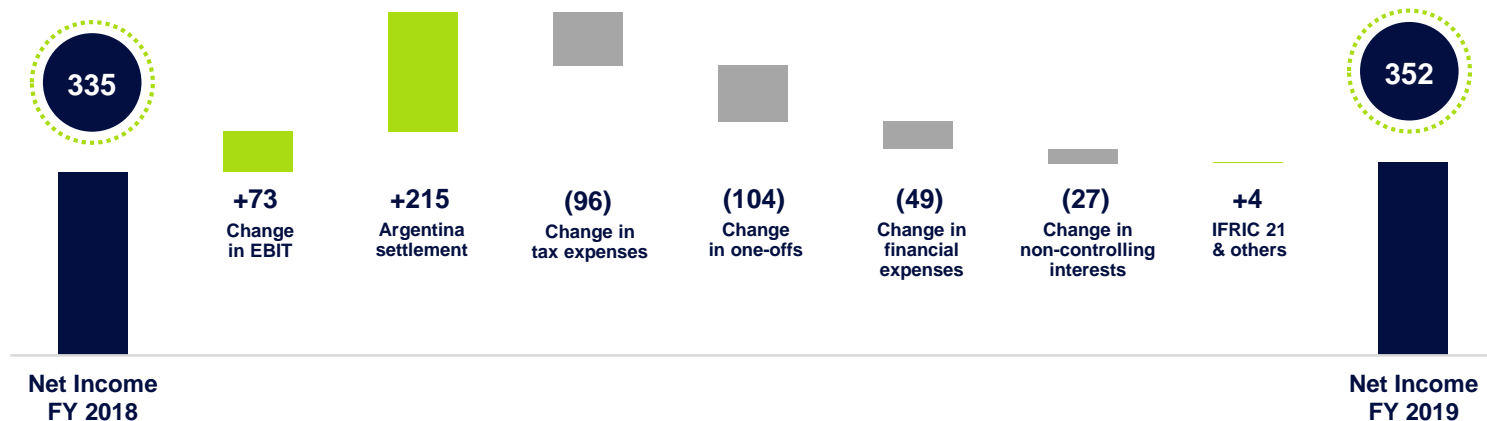 335
352
+73
Change
in EBIT
+215
Argentina
settlement
(96)
Change in
tax expenses
(104)
Change
in one-offs
(49)
Change in
financial
expenses
(27)
Change in
non-controlling
interests
+4
IFRIC 21
& others
Net Income
FY 2018
Net Income
FY 2019